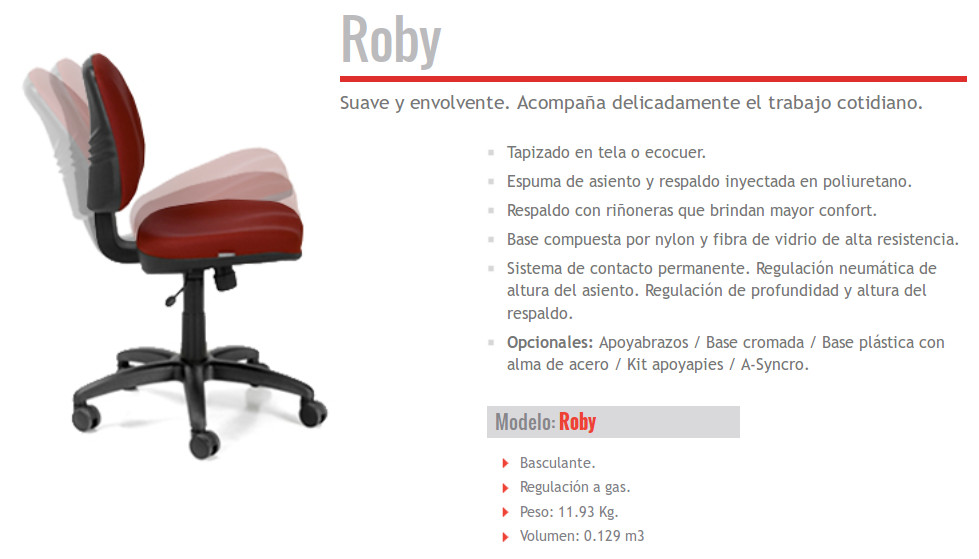 Roby
Suave y envolvente. Acompaña delicadamente el trabajo cotidiano.
Tapizado en tela o ecocuer.
Espuma de asiento y respaldo inyectada en poliuretano.
Respaldo con riñoneras que brindan mayor confort.
Base compuesta por nylon y fibra de vidrio de alta resistencia.
Sistema de contacto permanente. Regulación neumática de
altura del asiento. Regulación de profundidad y altura del
respaldo.
Opcionales: Apoyabrazos / Base cromada / Base plástica con
alma de acero / Kit apoyapies / A-Syncro.
Modelo: Roby
Basculante.
Regulación a gas.
Peso: 11.93 Kg.
Volumen: 0.129 m3